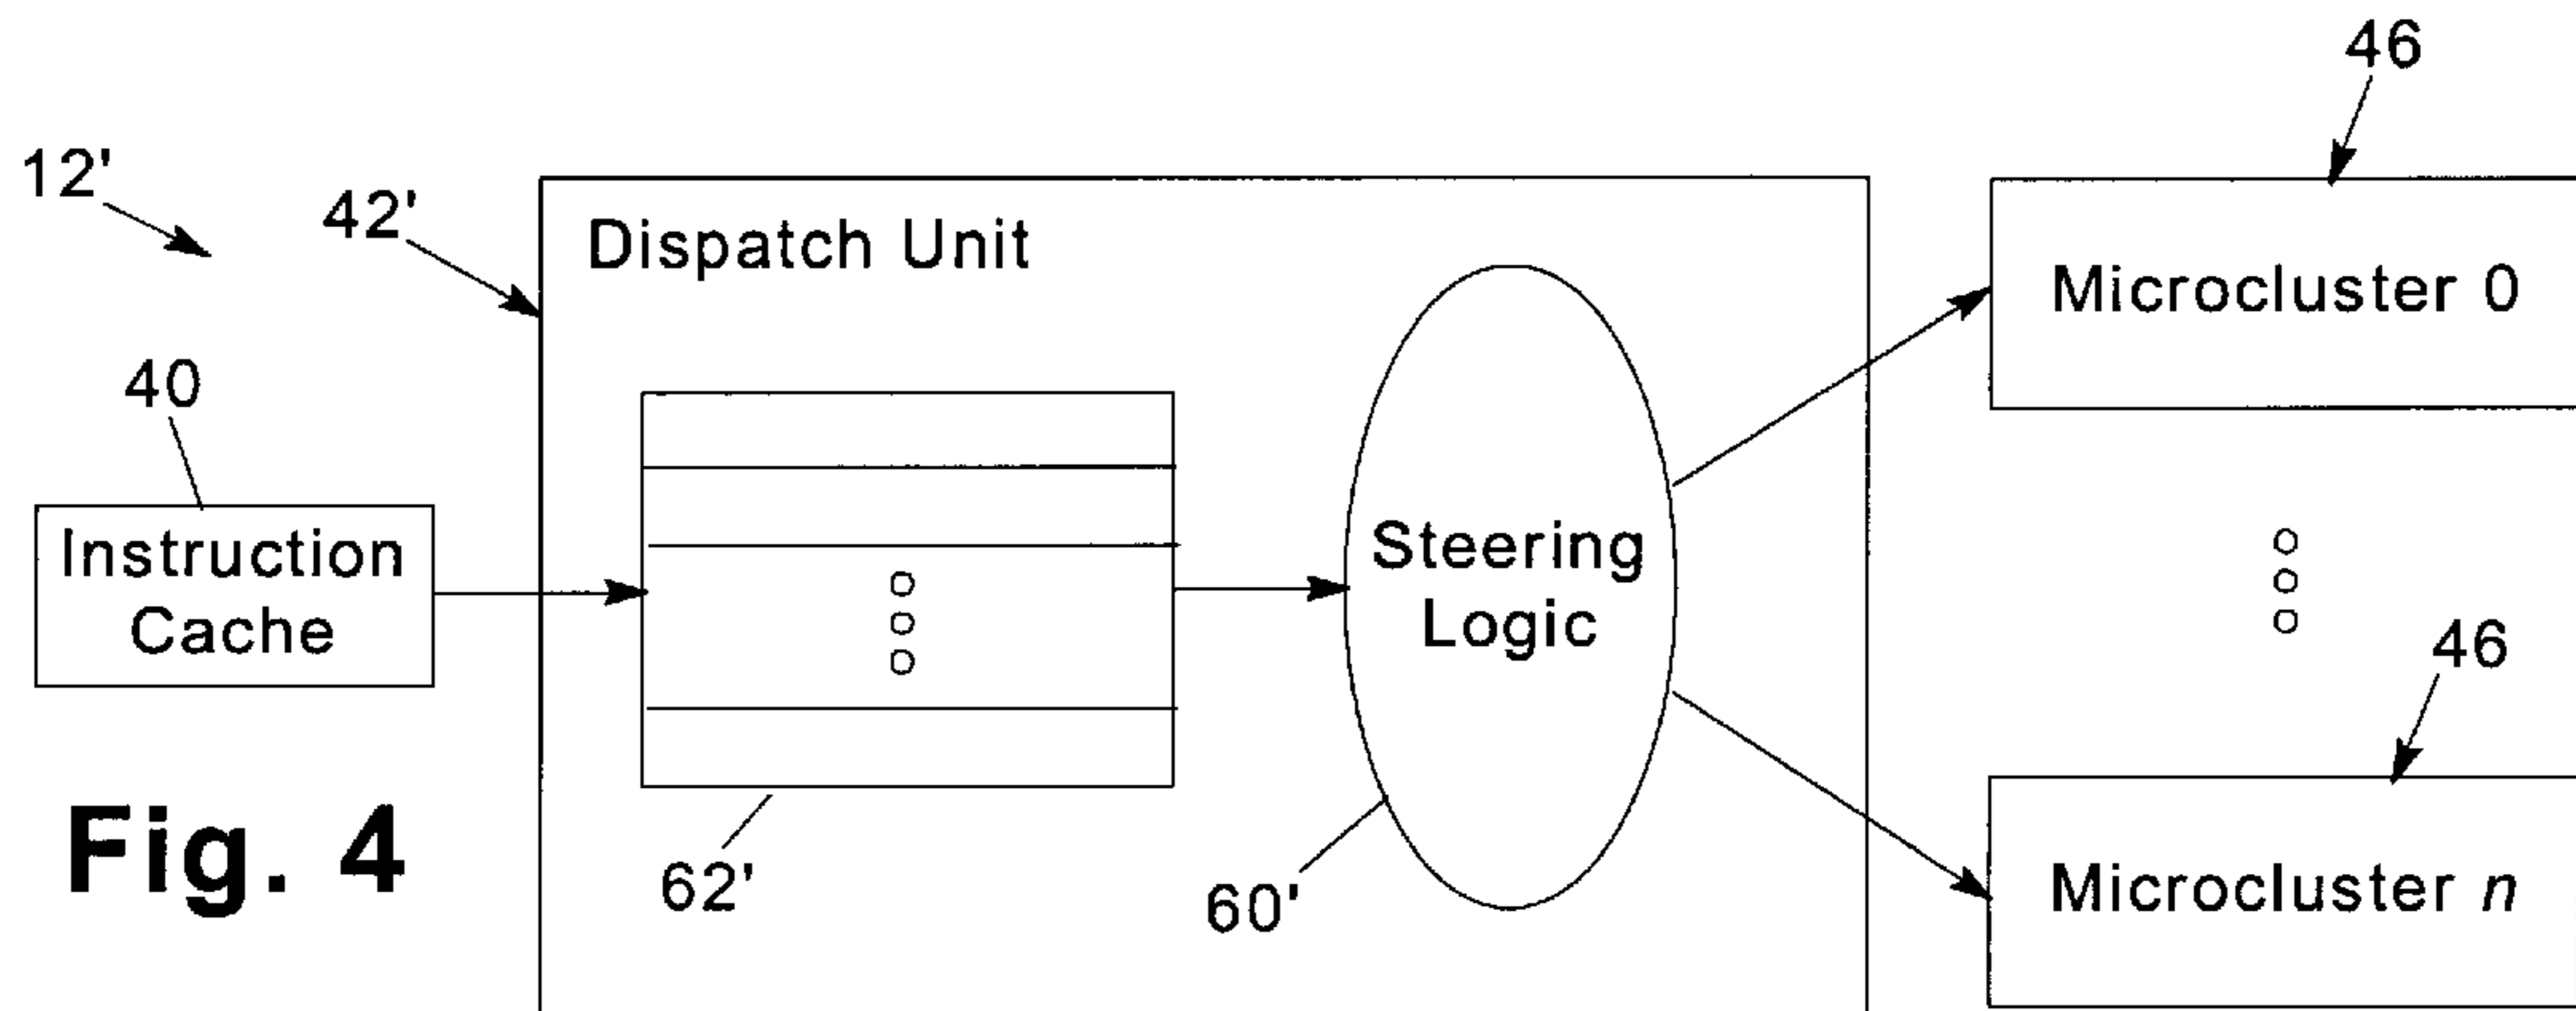 46
12'
42'
Dispatch Unit
Microcluster 0
40
Instruction
Cache
Steering
Logic
46
Fig. 4
62'
60'
Microcluster n